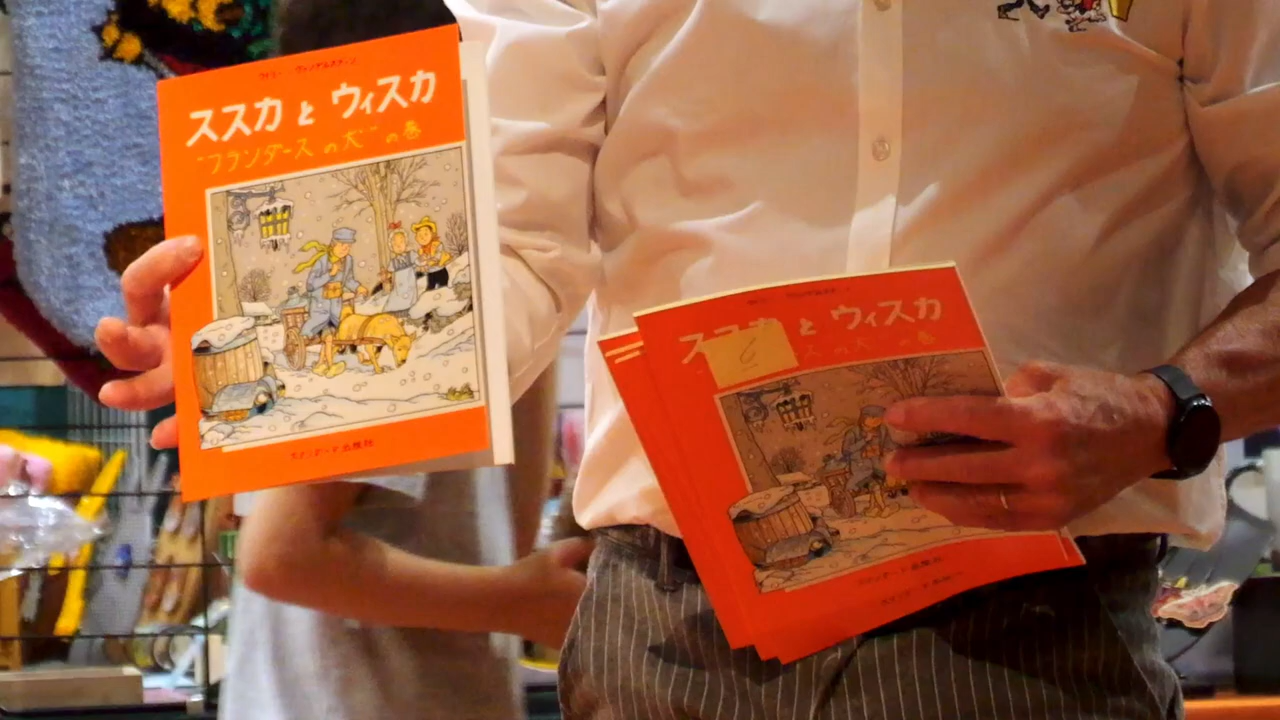 ウィリー・ヴァンデルスティーン
ススカ と ウィスカ
"フランダースの犬"の巻
スタンダード出版社
ススカ と ウィスカ
6
スの犬"の巻
スタンダード出版社